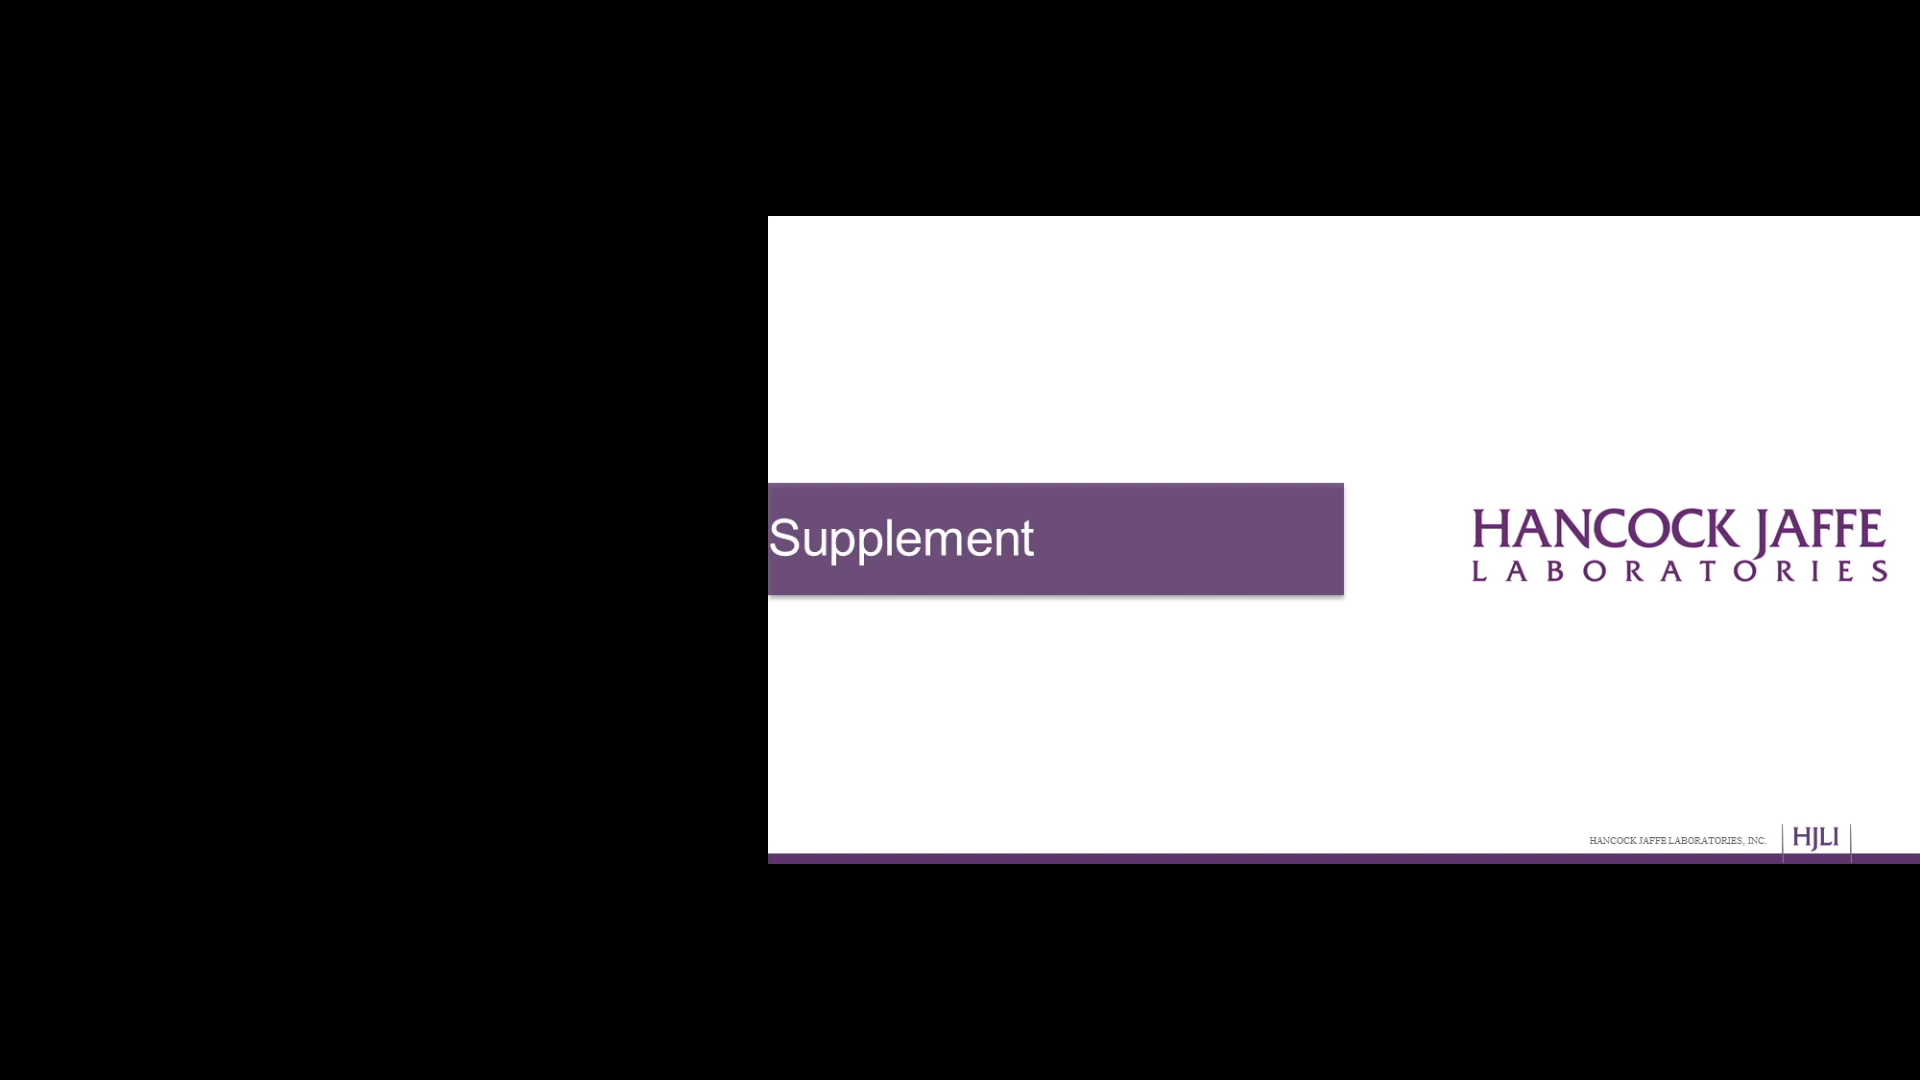 Supplement
HANCOCK JAFFE
LABORATORIES
HANCOCK JAFFE LABORATORIES, INC.
HJLI